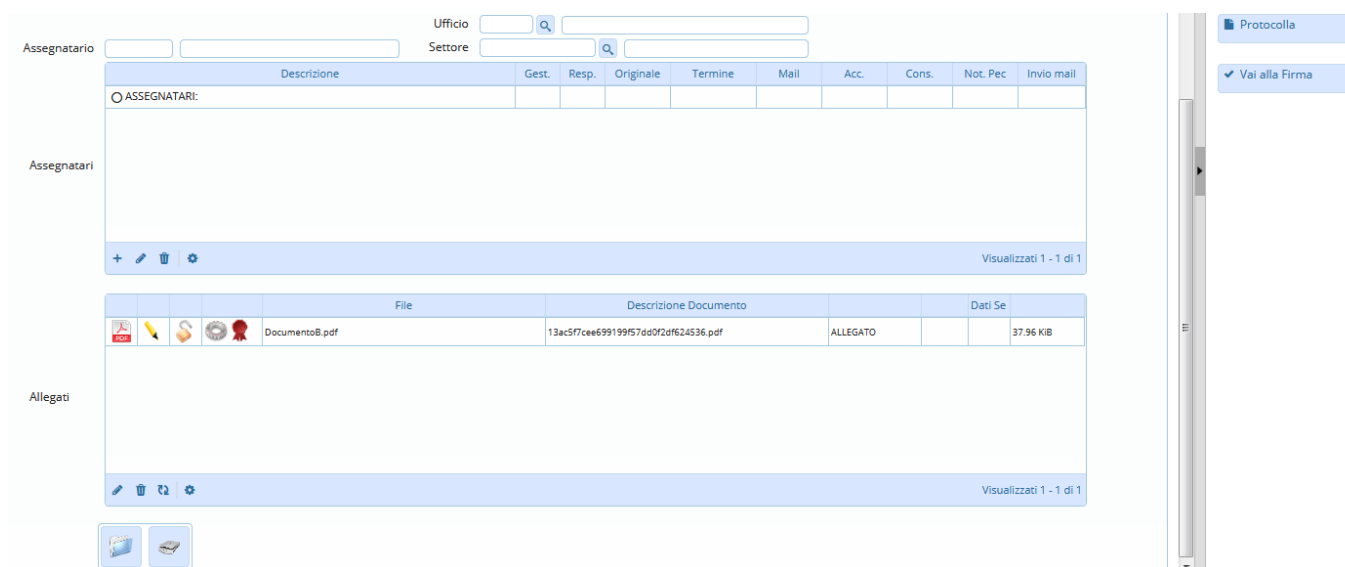 Ufficio
Protocolla
Assegnatario
Settore
Descrizione Gest. Resp. Originale Termine Mail Acc. Cons. Not. Pec Invio mail
Vai alla Firma
ASSEGNATARI:
Assegnatari
Visualizzati 1 - 1 di 1
File Descrizione Documento Dati Se
PDF DocumentoB.pdf 13ac5f7cee699199f57dd0f2df624536.pdf ALLEGATO 37.96 KiB
Allegati
Visualizzati 1 - 1 di 1